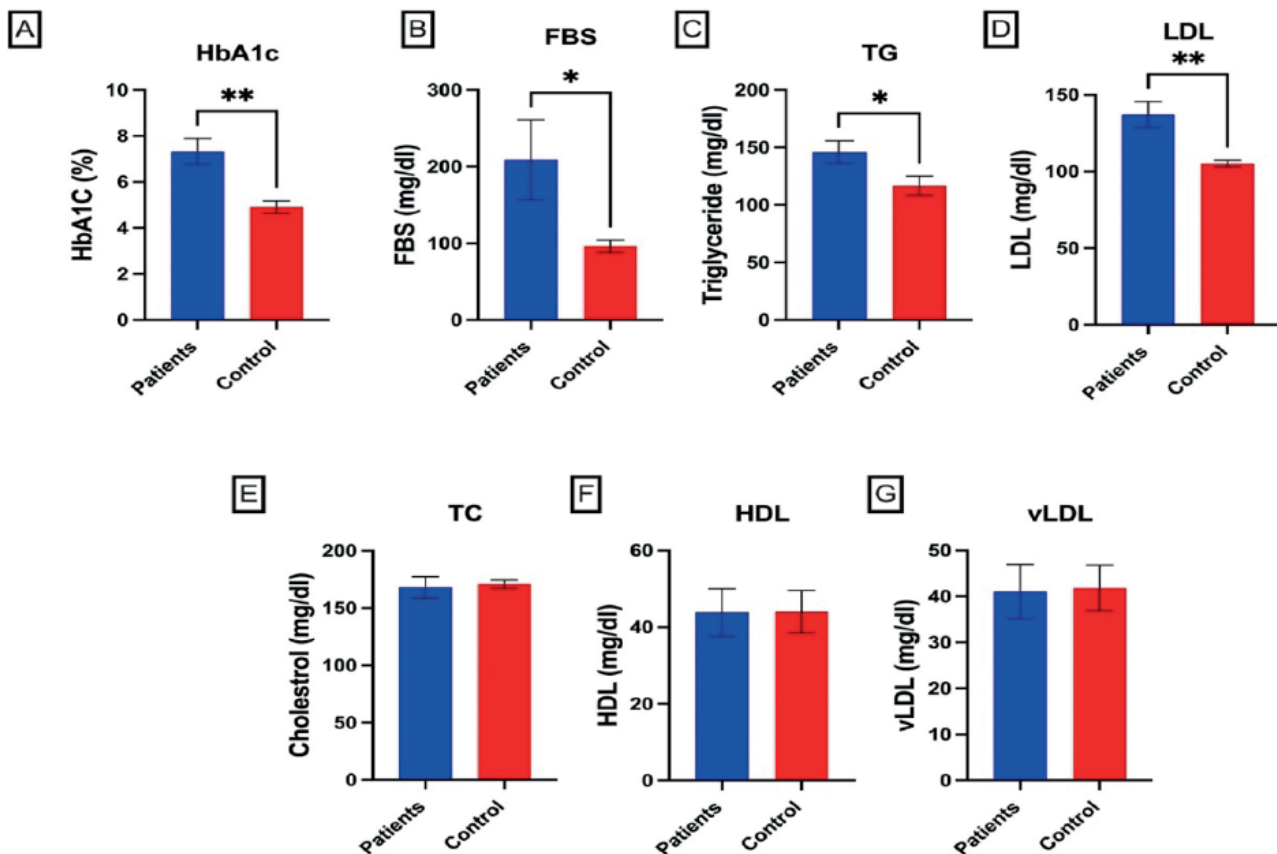 A
HbA1c
HbA1C (%)
10
8
6
4
2
0
**
Patients
Control
B
FBS
FBS (mg/dl)
300
200
100
0
*
Patients
Control
C
TG
Triglyceride (mg/dl)
200
150
100
50
0
*
Patients
Control
D
LDL
LDL (mg/dl)
150
100
50
0
**
Patients
Control
E
TC
Cholestrol (mg/dl)
200
150
100
50
0
Patients
Control
F
HDL
HDL (mg/dl)
60
40
20
0
Patients
Control
G
vLDL
vLDL (mg/dl)
50
40
30
20
10
0
Patients
Control